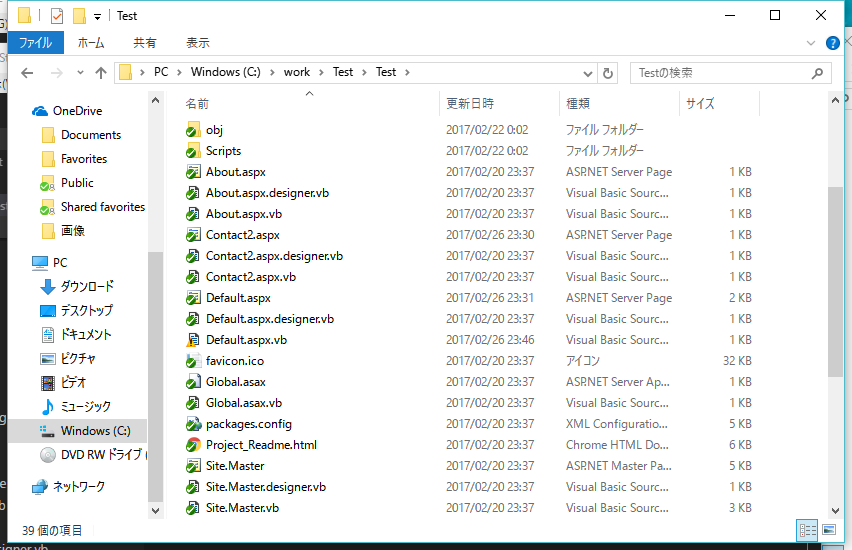 Test
ファイル ホーム 共有 表示
PC Windows (C:) work Test Test
Testの検索
OneDrive
Documents
Favorites
Public
Shared favorites
画像
PC
ダウンロード
デスクトップ
ドキュメント
ピクチャ
ビデオ
ミュージック
Windows (C:)
DVD RW ドライブ (
ネットワーク
名前 更新日時 種類 サイズ
obj 2017/02/22 0:02 ファイル フォルダー
Scripts 2017/02/22 0:02 ファイル フォルダー
About.aspx 2017/02/20 23:37 ASP.NET Server Page 1 KB
About.aspx.designer.vb 2017/02/20 23:37 Visual Basic Sourc... 1 KB
About.aspx.vb 2017/02/20 23:37 Visual Basic Sourc... 1 KB
Contact2.aspx 2017/02/26 23:30 ASP.NET Server Page 1 KB
Contact2.aspx.designer.vb 2017/02/20 23:37 Visual Basic Sourc... 1 KB
Contact2.aspx.vb 2017/02/20 23:37 Visual Basic Sourc... 1 KB
Default.aspx 2017/02/26 23:31 ASP.NET Server Page 2 KB
Default.aspx.designer.vb 2017/02/20 23:37 Visual Basic Sourc... 1 KB
Default.aspx.vb 2017/02/26 23:46 Visual Basic Sourc... 1 KB
favicon.ico 2017/02/20 23:37 アイコン 32 KB
Global.asax 2017/02/20 23:37 ASP.NET Server Ap... 1 KB
Global.asax.vb 2017/02/20 23:37 Visual Basic Sourc... 1 KB
packages.config 2017/02/20 23:37 XML Configuratio... 5 KB
Project_Readme.html 2017/02/20 23:37 Chrome HTML Do... 6 KB
Site.Master 2017/02/20 23:37 ASP.NET Master Pa... 5 KB
Site.Master.designer.vb 2017/02/20 23:37 Visual Basic Sourc... 1 KB
Site.Master.vb 2017/02/20 23:37 Visual Basic Sourc... 3 KB
39 個の項目